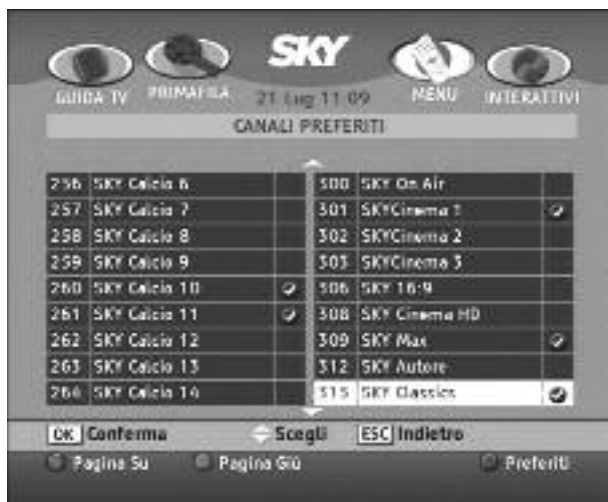 SKY
GUIDA TV PRIMAFILA 21 Lug 11:09 MENU INTERATTIVI
CANALI PREFERITI
256 SKY Calcio 6
257 SKY Calcio 7
258 SKY Calcio 8
259 SKY Calcio 9
260 SKY Calcio 10
261 SKY Calcio 11
262 SKY Calcio 12
263 SKY Calcio 13
264 SKY Calcio 14
300 SKY On Air
301 SKYCinema 1
302 SKYCinema 2
303 SKYCinema 3
306 SKY 16:9
308 SKY Cinema HD
309 SKY Max
312 SKY Autore
315 SKY Classics
OK Conferma Scegli ESC Indietro
Pagina Su Pagina Giù Preferiti